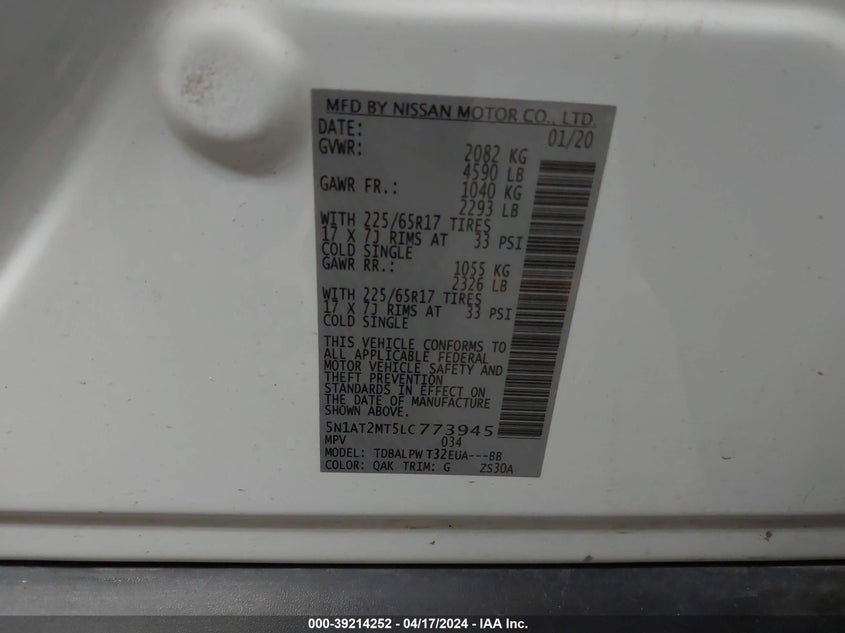 MFD BY NISSAN MOTOR CO., LTD.
DATE: 01/20
GVWR: 2082 KG
4590 LB
GAWR FR.: 1040 KG
2293 LB
WITH 225/65R17 TIRES
17 X 7J RIMS AT 33 PSI
COLD SINGLE
GAWR RR.: 1055 KG
2326 LB
WITH 225/65R17 TIRES
17 X 7J RIMS AT 33 PSI
COLD SINGLE
THIS VEHICLE CONFORMS TO
ALL APPLICABLE FEDERAL
MOTOR VEHICLE SAFETY AND
THEFT PREVENTION
STANDARDS IN EFFECT ON
THE DATE OF MANUFACTURE
SHOWN ABOVE.
5N1AT2MT5LC773945
MPV 034
MODEL: TDBALPW T32EUA---BB
COLOR: QAK TRIM: G ZS30A
000-39214252 - 04/17/2024 - IAA Inc.